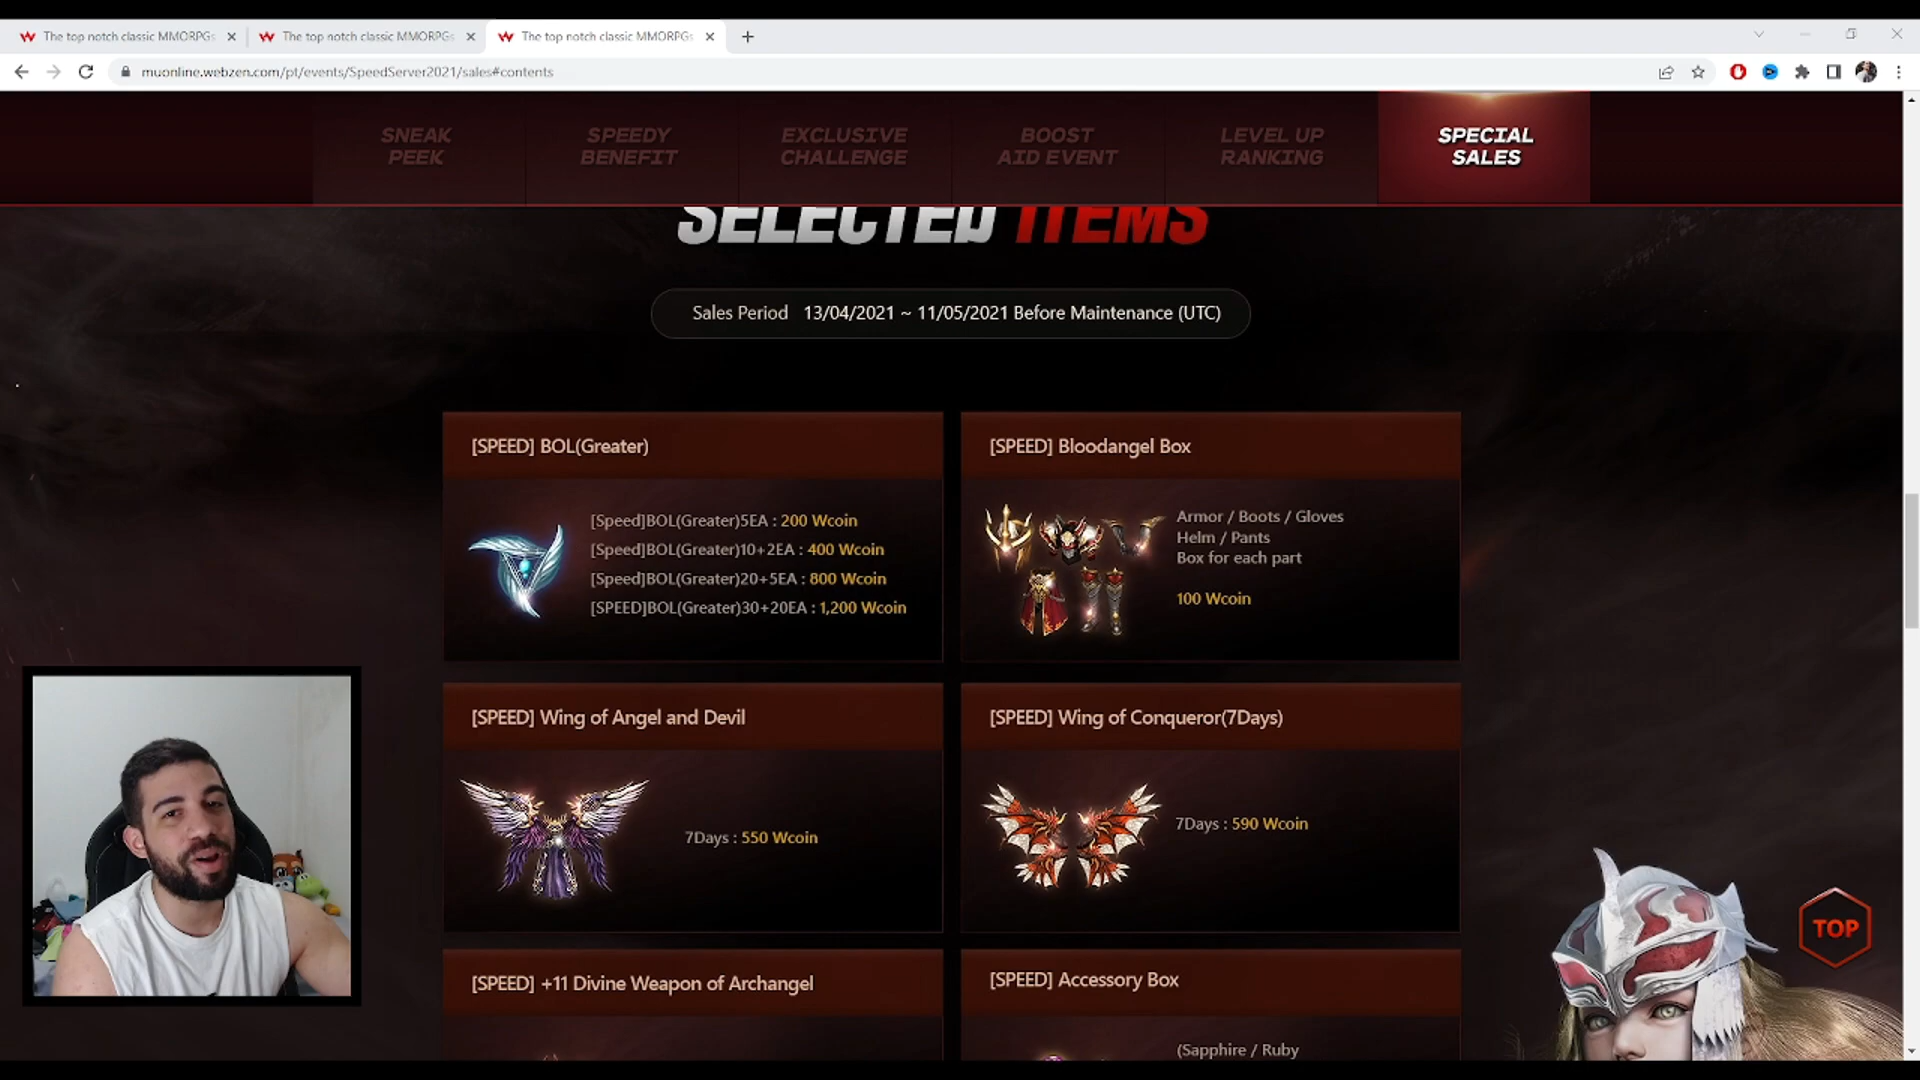 The top notch classic MMORPGs
The top notch classic MMORPGs
The top notch classic MMORPGs
muonline.webzen.com/pt/events/SpeedServer2021/sales#contents
SNEAK
PEEK
SPEEDY
BENEFIT
EXCLUSIVE
CHALLENGE
BOOST
AID EVENT
LEVEL UP
RANKING
SPECIAL
SALES
SELECTED ITEMS
Sales Period 13/04/2021 ~ 11/05/2021 Before Maintenance (UTC)
[SPEED] BOL(Greater)
[Speed]BOL(Greater)5EA : 200 Wcoin
[Speed]BOL(Greater)10+2EA : 400 Wcoin
[Speed]BOL(Greater)20+5EA : 800 Wcoin
[SPEED]BOL(Greater)30+20EA : 1,200 Wcoin
[SPEED] Bloodangel Box
Armor / Boots / Gloves
Helm / Pants
Box for each part
100 Wcoin
[SPEED] Wing of Angel and Devil
7Days : 550 Wcoin
[SPEED] Wing of Conqueror(7Days)
7Days : 590 Wcoin
[SPEED] +11 Divine Weapon of Archangel
[SPEED] Accessory Box
(Sapphire / Ruby
TOP